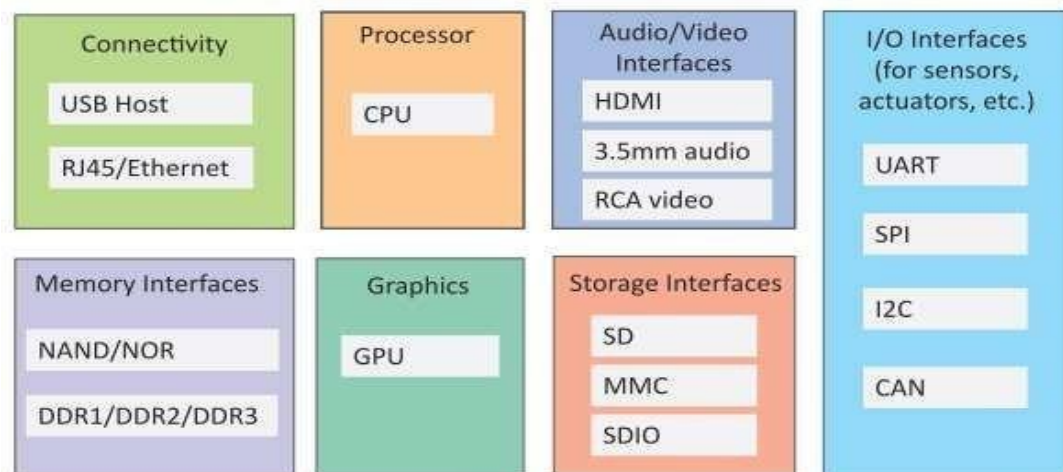 Connectivity
USB Host
RJ45/Ethernet
Processor
CPU
Audio/Video
Interfaces
HDMI
3.5mm audio
RCA video
I/O Interfaces
(for sensors,
actuators, etc.)
UART
SPI
I2C
CAN
Memory Interfaces
NAND/NOR
DDR1/DDR2/DDR3
Graphics
GPU
Storage Interfaces
SD
MMC
SDIO